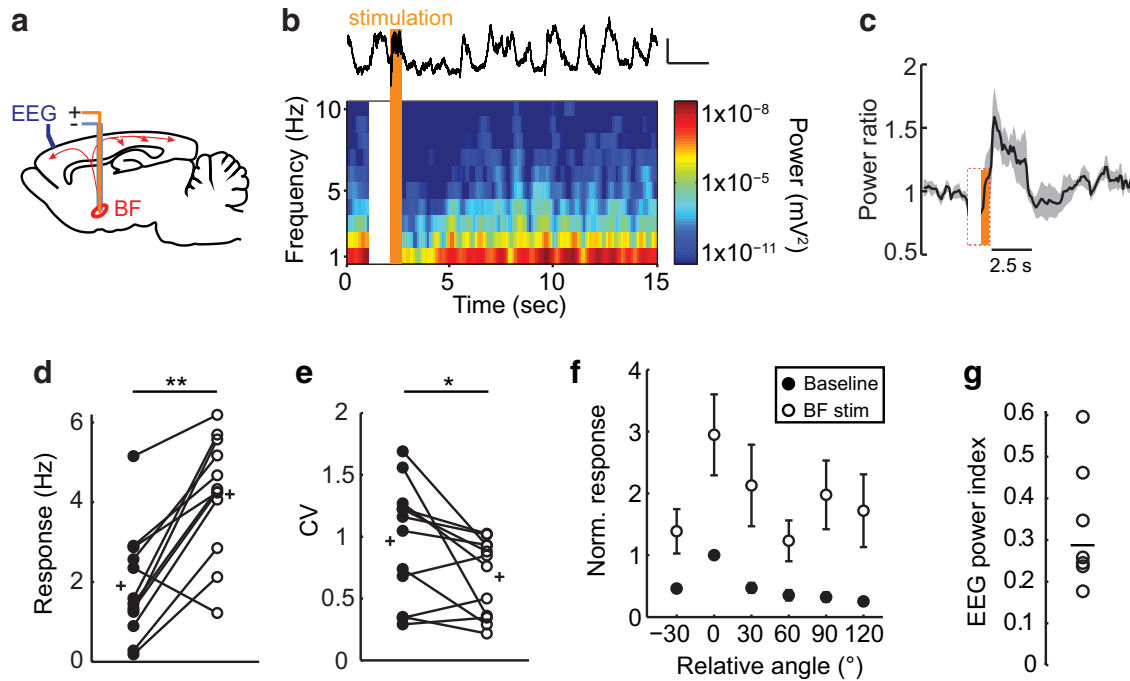 a
EEG
+
-
BF
b
stimulation
Frequency (Hz)
10
5
1
0
5
10
15
Time (sec)
1x10⁻⁸
1x10⁻⁵
1x10⁻¹¹
Power (mV²)
c
Power ratio
2
1.5
1
0.5
2.5 s
d
**
Response (Hz)
6
4
2
0
+
+
e
*
CV
2
1.5
1
0.5
0
+
+
f
Baseline
BF stim
Norm. response
4
3
2
1
0
−30 0 30 60 90 120
Relative angle (°)
g
EEG power index
0.6
0.5
0.4
0.3
0.2
0.1
0